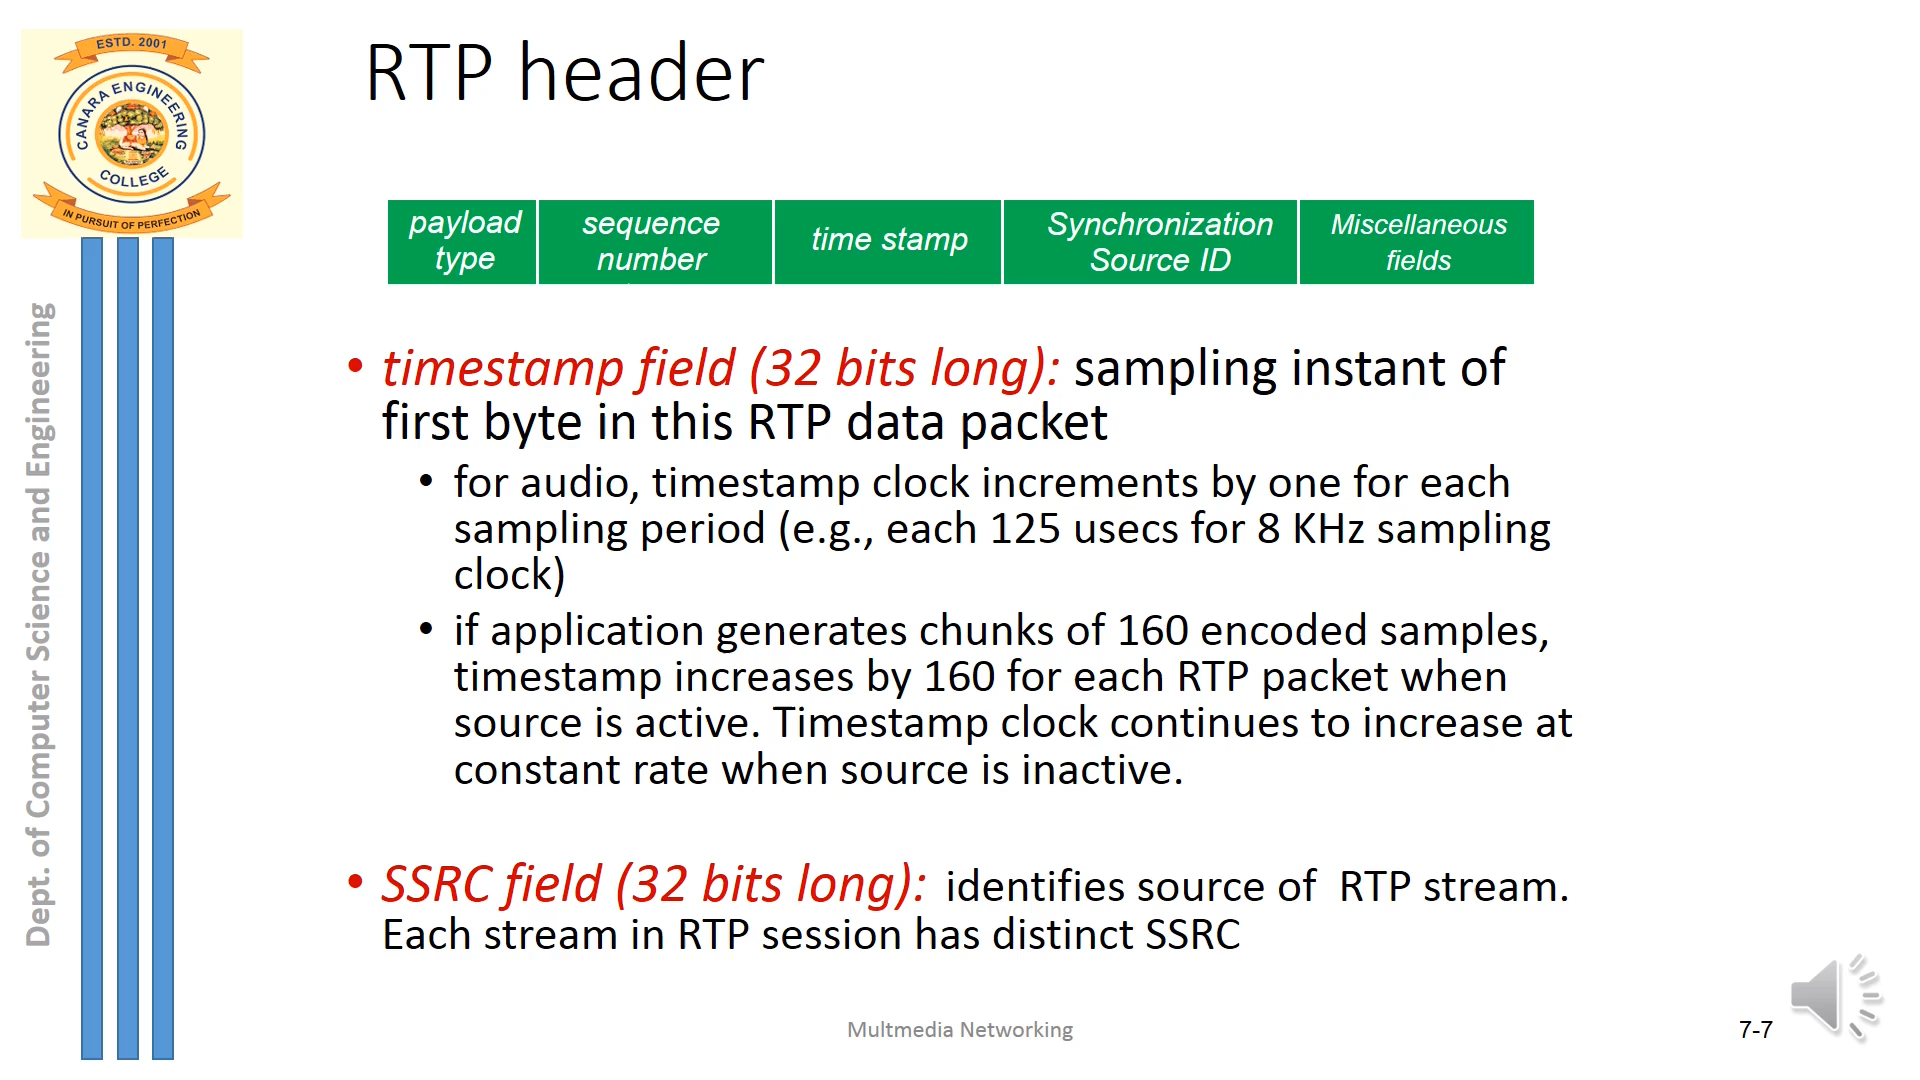 ESTD. 2001
CANARA ENGINEERING
COLLEGE
IN PURSUIT OF PERFECTION
Dept. of Computer Science and Engineering
RTP header
payload type
sequence number
time stamp
Synchronization Source ID
Miscellaneous fields
• timestamp field (32 bits long): sampling instant of
first byte in this RTP data packet
• for audio, timestamp clock increments by one for each
sampling period (e.g., each 125 usecs for 8 KHz sampling
clock)
• if application generates chunks of 160 encoded samples,
timestamp increases by 160 for each RTP packet when
source is active. Timestamp clock continues to increase at
constant rate when source is inactive.
• SSRC field (32 bits long): identifies source of RTP stream.
Each stream in RTP session has distinct SSRC
Multmedia Networking
7-7